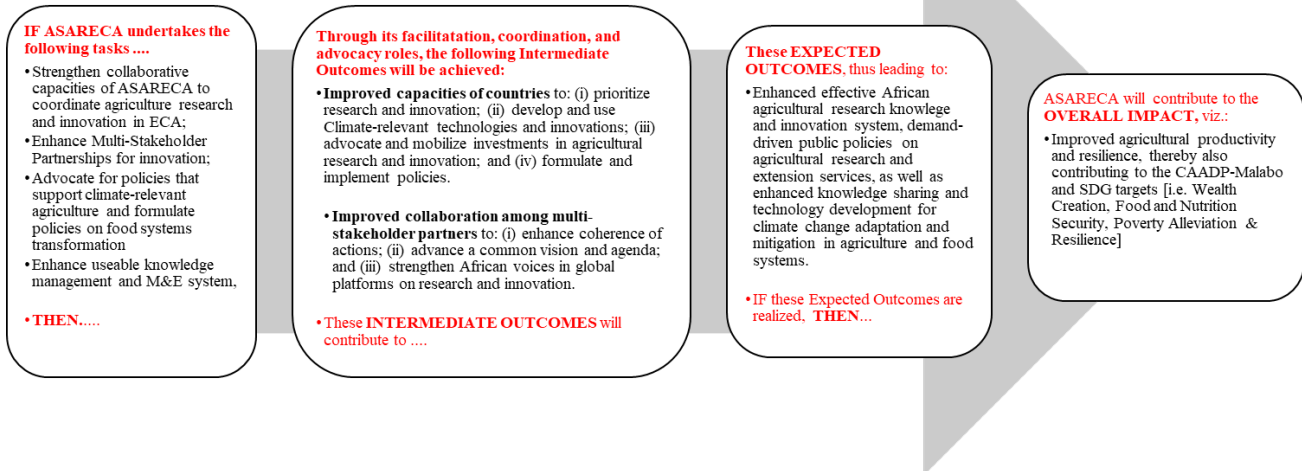 IF ASARECA undertakes the
following tasks ....
•Strengthen collaborative
capacities of ASARECA to
coordinate agriculture research
and innovation in ECA;
•Enhance Multi-Stakeholder
Partnerships for innovation;
•Advocate for policies that
support climate-relevant
agriculture and formulate
policies on food systems
transformation
•Enhance useable knowledge
management and M&E system,
•THEN.....
Through its facilitatation, coordination, and
advocacy roles, the following Intermediate
Outcomes will be achieved:
•Improved capacities of countries to: (i) prioritize
research and innovation; (ii) develop and use
Climate-relevant technologies and innovations; (iii)
advocate and mobilize investments in agricultural
research and innovation; and (iv) formulate and
implement policies.
•Improved collaboration among multi-
stakeholder partners to: (i) enhance coherence of
actions; (ii) advance a common vision and agenda;
and (iii) strengthen African voices in global
platforms on research and innovation.
•These INTERMEDIATE OUTCOMES will
contribute to ....
These EXPECTED
OUTCOMES, thus leading to:
•Enhanced effective African
agricultural research knowlege
and innovation system, demand-
driven public policies on
agricultural research and
extension services, as well as
enhanced knowledge sharing and
technology development for
climate change adaptation and
mitigation in agriculture and food
systems.
•IF these Expected Outcomes are
realized, THEN...
ASARECA will contribute to the
OVERALL IMPACT, viz.:
•Improved agricultural productivity
and resilience, thereby also
contributing to the CAADP-Malabo
and SDG targets [i.e. Wealth
Creation, Food and Nutrition
Security, Poverty Alleviation &
Resilience]